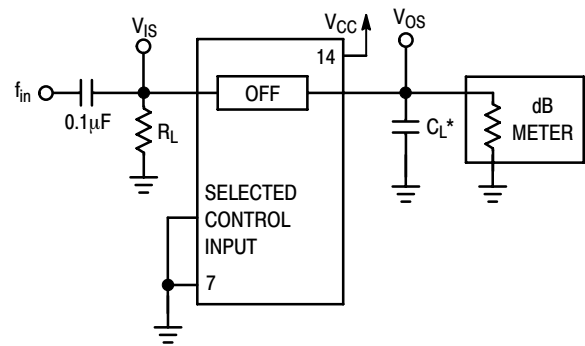 V_CC
V_IS
V_OS
14
f_in
OFF
dB
METER
0.1µF
R_L
C_L*
SELECTED
CONTROL
INPUT
7